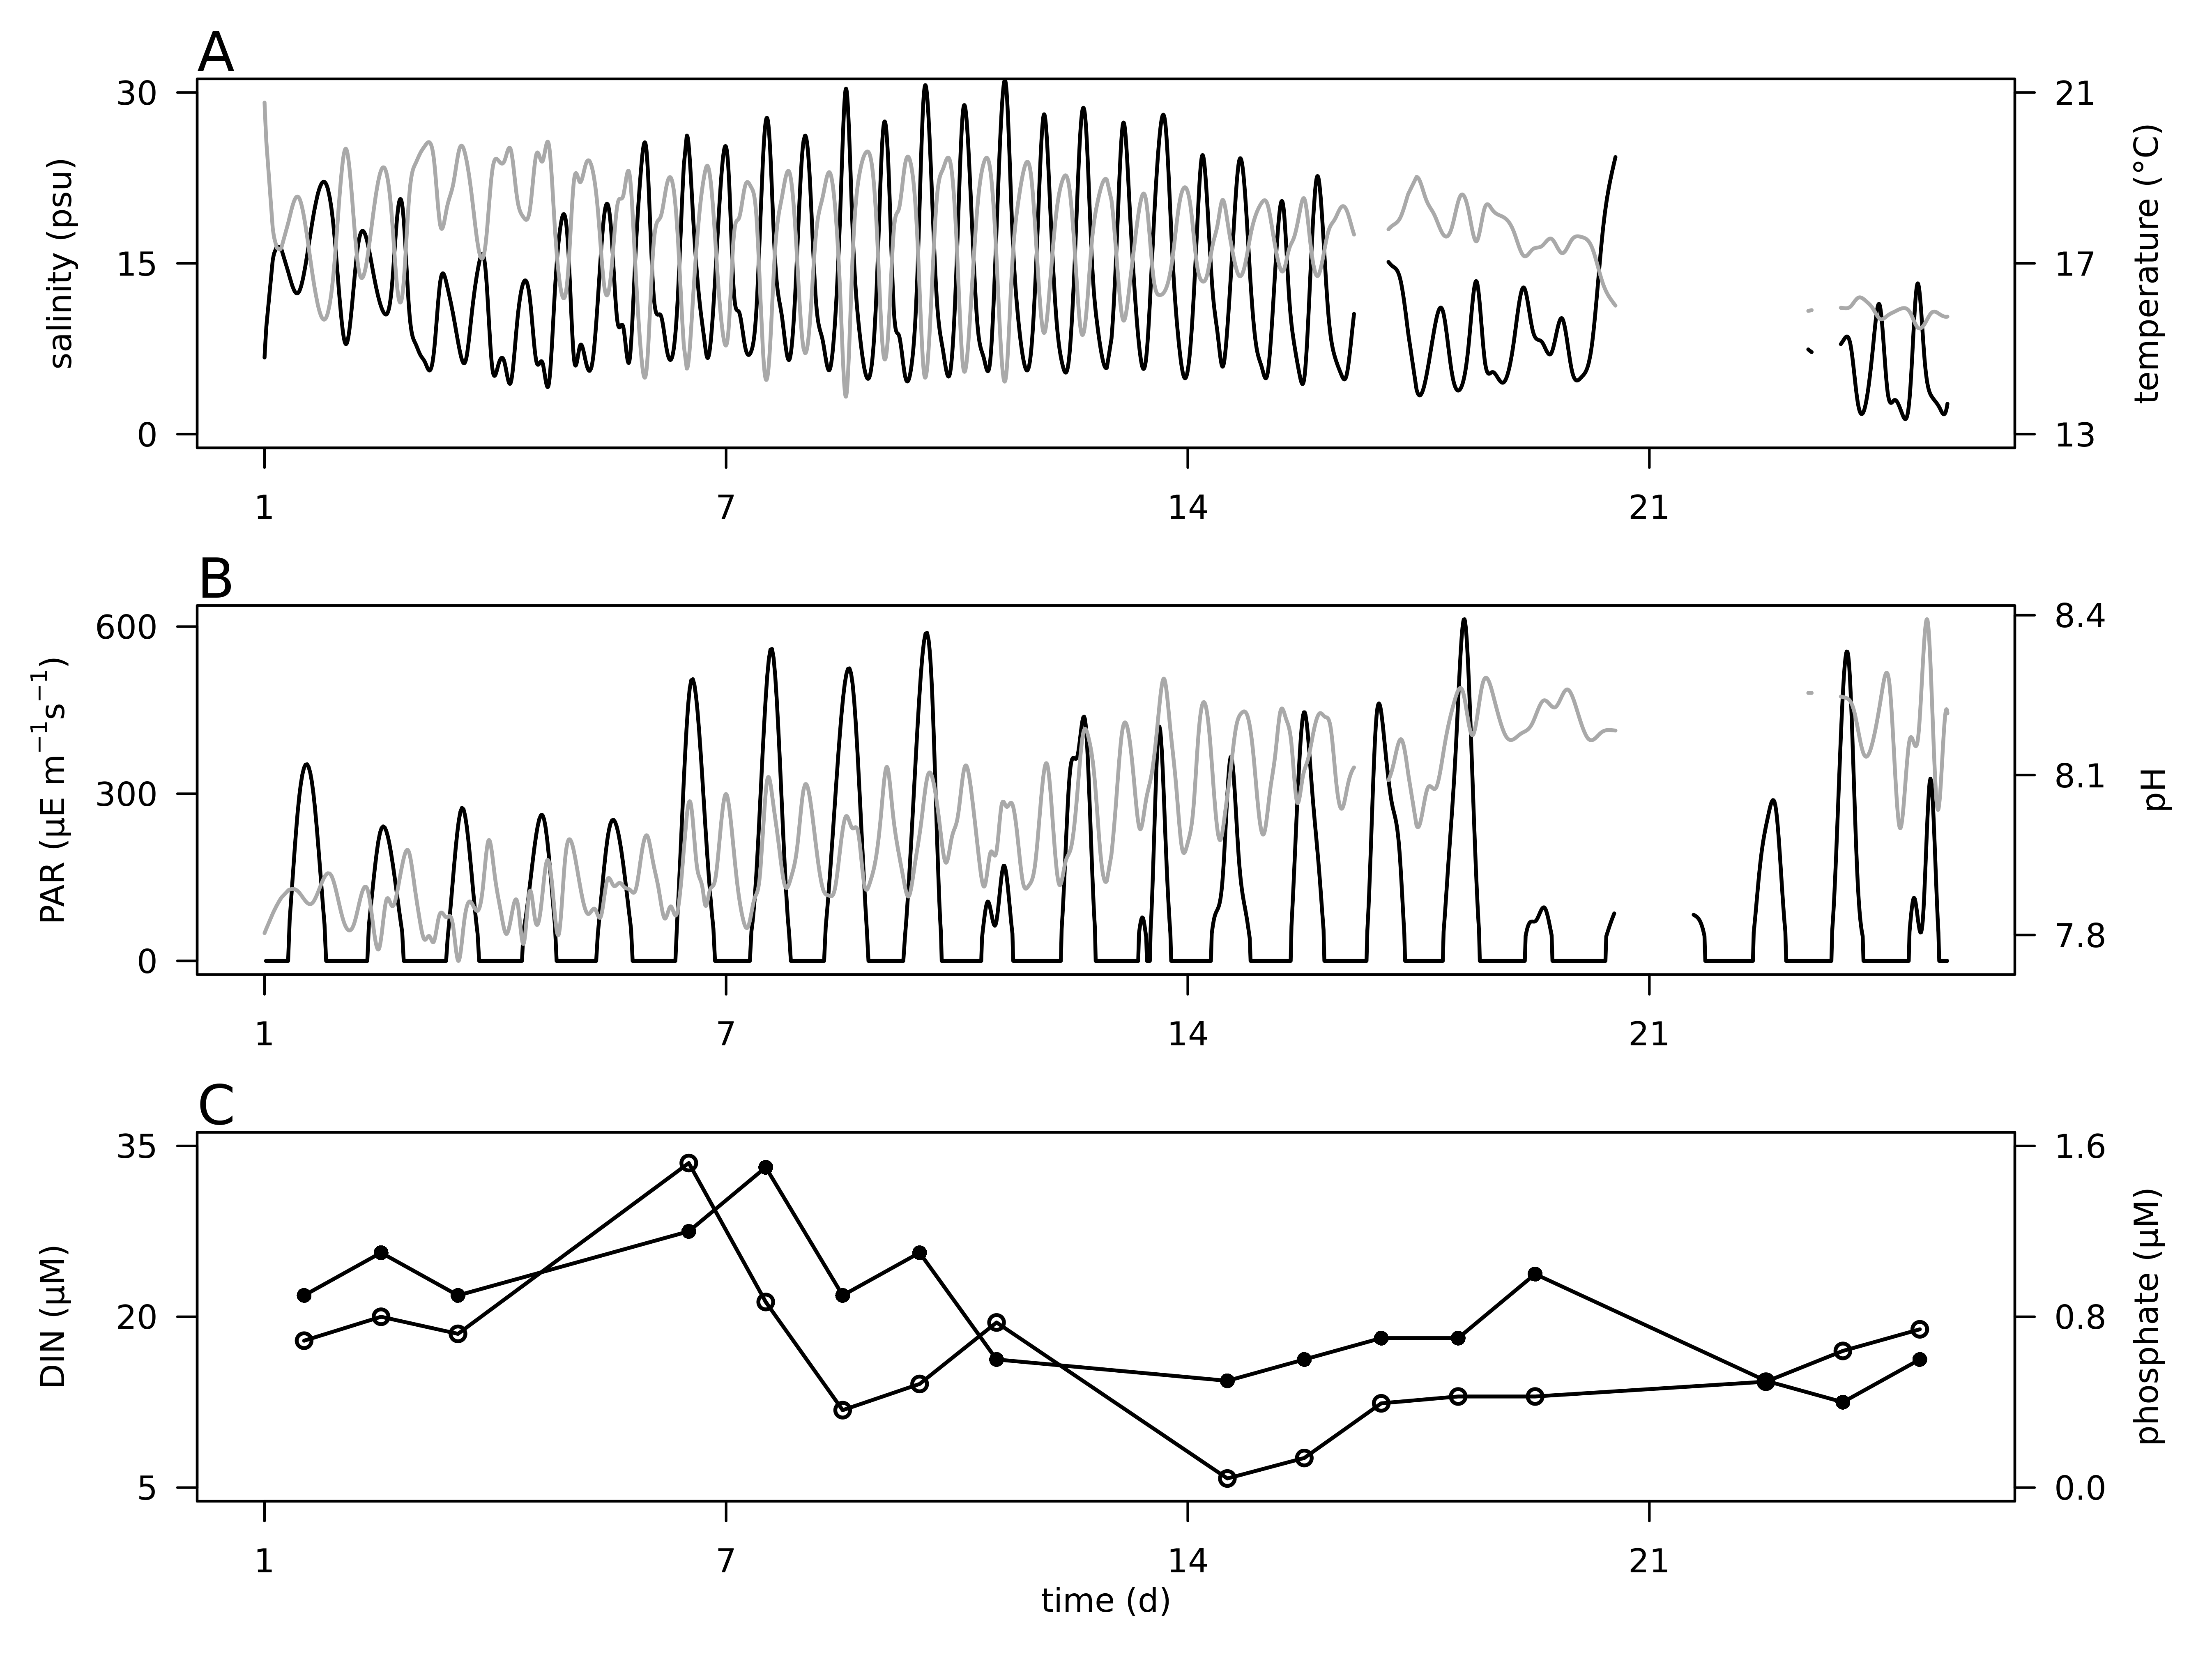 A
30
15
0
salinity (psu)
21
17
13
temperature (°C)
1 7 14 21
B
600
300
0
PAR (µE m⁻¹s⁻¹)
8.4
8.1
7.8
pH
1 7 14 21
C
35
20
5
DIN (µM)
1.6
0.8
0.0
phosphate (µM)
1 7 14 21
time (d)